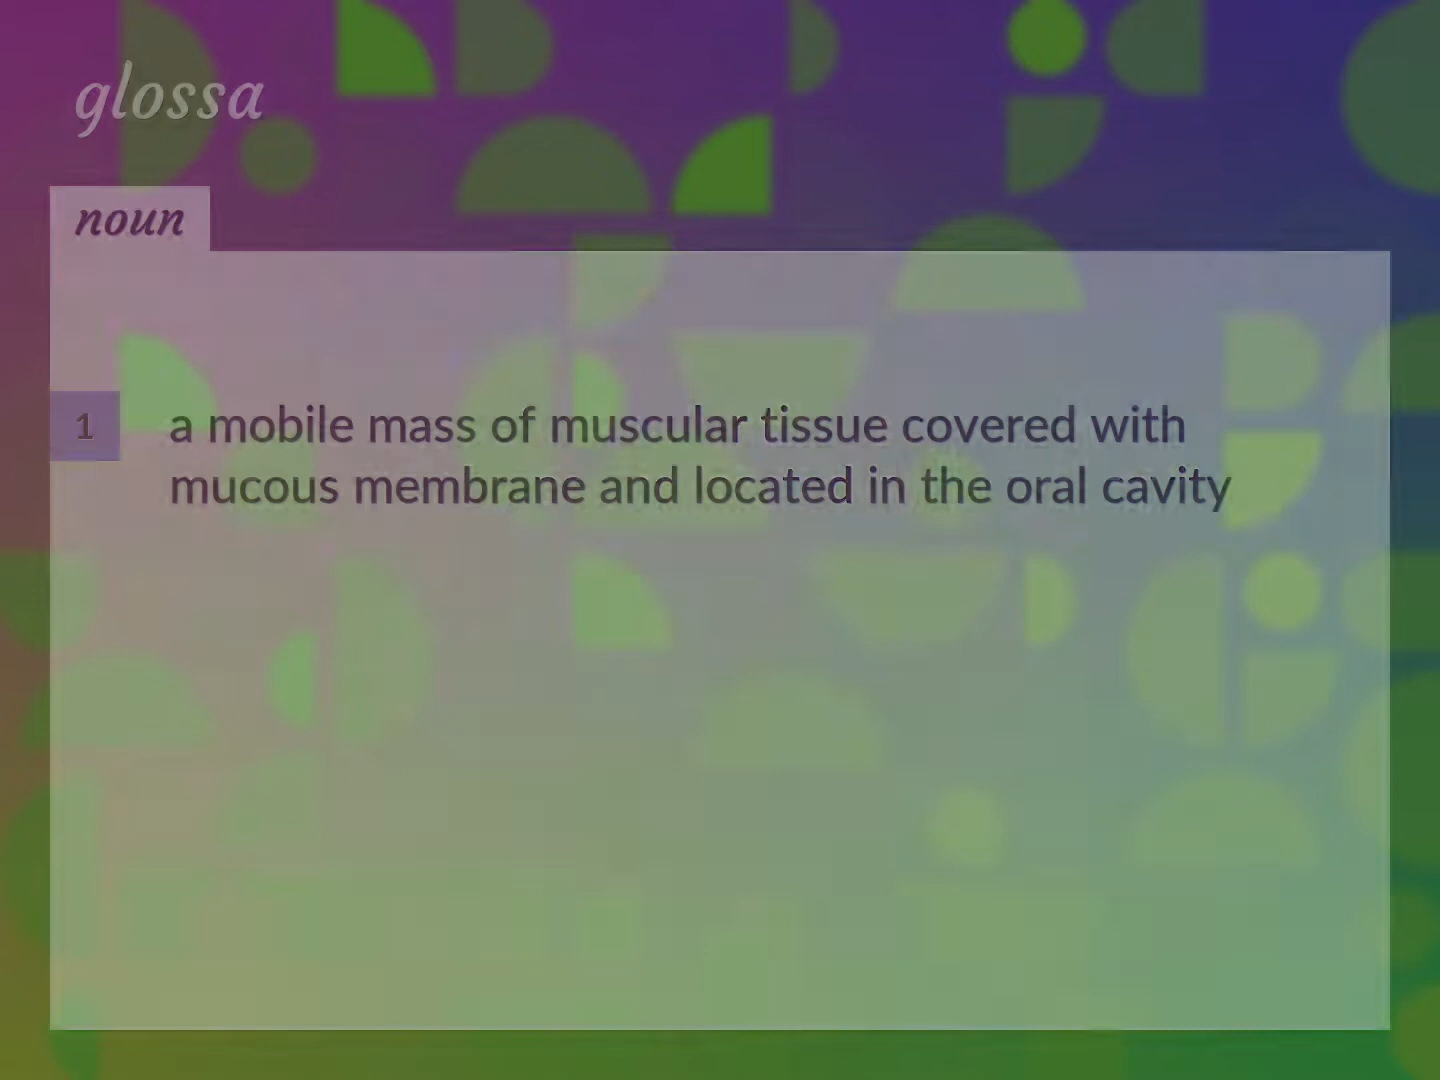 glossa
noun
1
a mobile mass of muscular tissue covered with
mucous membrane and located in the oral cavity